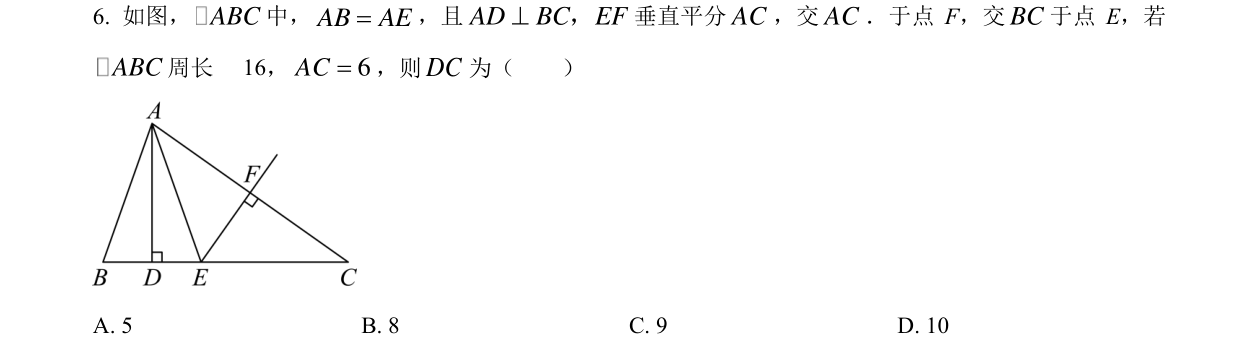 6. 如图，□ABC 中， AB = AE ，且 AD ⊥ BC， EF 垂直平分 AC ，交 AC ．于点 F，交 BC 于点 E，若
□ABC 周长 16， AC = 6 ，则 DC 为（ ）
A
F
B D E C
A. 5 B. 8 C. 9 D. 10